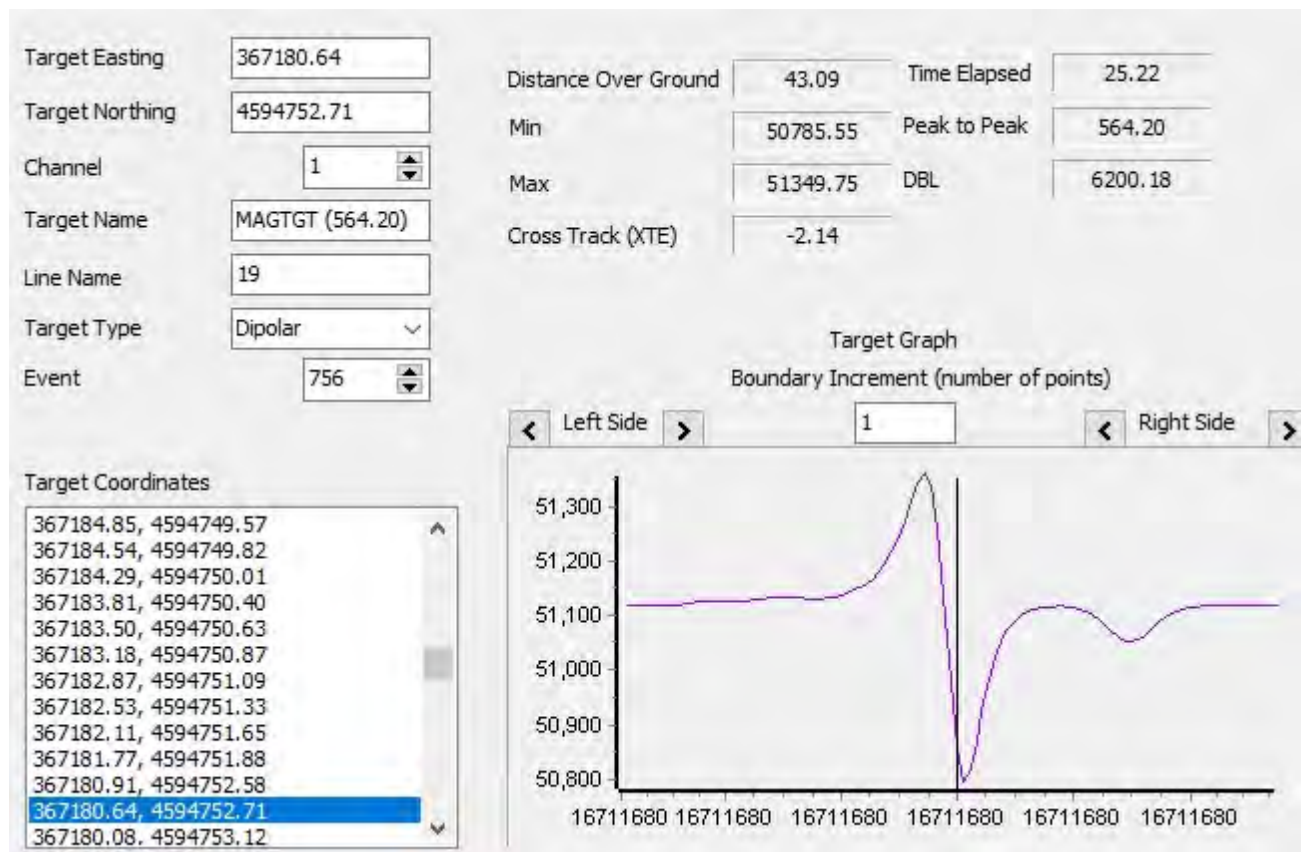 Target Easting 367180.64
Target Northing 4594752.71
Channel 1
Target Name MAGTGT (564.20)
Line Name 19
Target Type Dipolar
Event 756
Distance Over Ground 43.09 Time Elapsed 25.22
Min 50785.55 Peak to Peak 564.20
Max 51349.75 DBL 6200.18
Cross Track (XTE) -2.14
Target Graph
Boundary Increment (number of points)
< Left Side > 1 < Right Side >
Target Coordinates
367184.85, 4594749.57
367184.54, 4594749.82
367184.29, 4594750.01
367183.81, 4594750.40
367183.50, 4594750.63
367183.18, 4594750.87
367182.87, 4594751.09
367182.53, 4594751.33
367182.11, 4594751.65
367181.77, 4594751.88
367180.91, 4594752.58
367180.64, 4594752.71
367180.08, 4594753.12
51,300
51,200
51,100
51,000
50,900
50,800
16711680 16711680 16711680 16711680 16711680 16711680